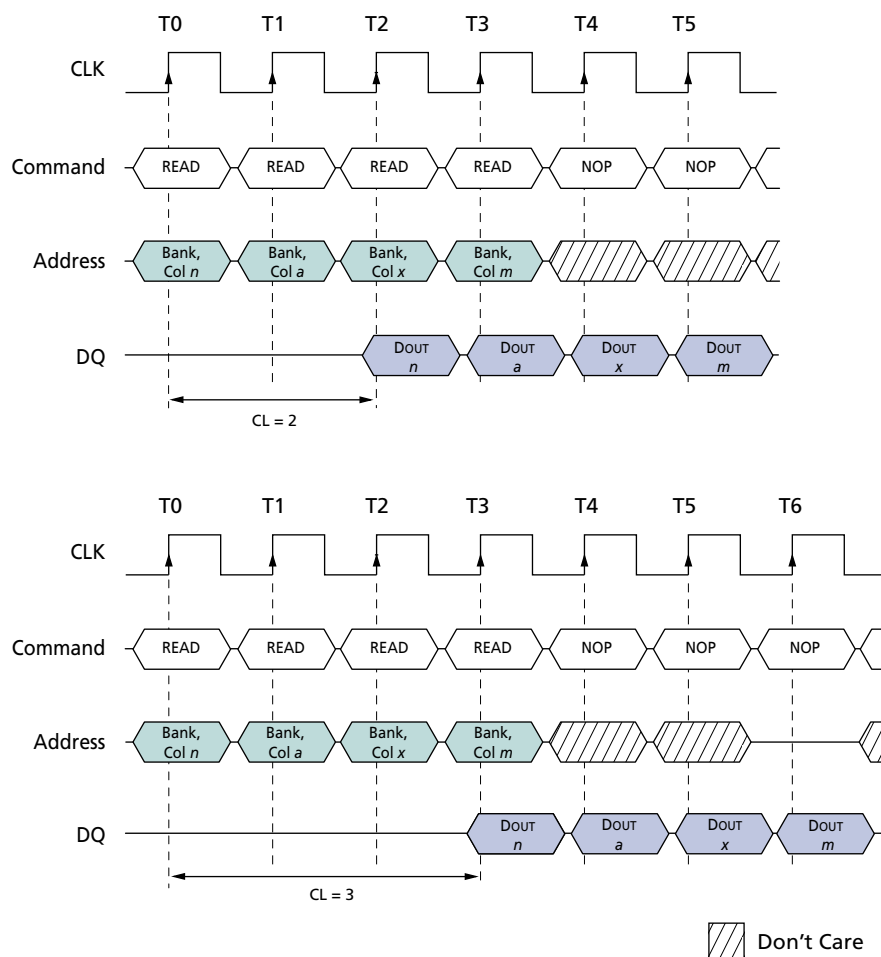 T0 T1 T2 T3 T4 T5
CLK
Command READ READ READ READ NOP NOP
Address Bank, Bank, Bank, Bank,
Col n Col a Col x Col m
DQ DOUT DOUT DOUT DOUT
n a x m
CL = 2
T0 T1 T2 T3 T4 T5 T6
CLK
Command READ READ READ READ NOP NOP NOP
Address Bank, Bank, Bank, Bank,
Col n Col a Col x Col m
DQ DOUT DOUT DOUT DOUT
n a x m
CL = 3
Don't Care